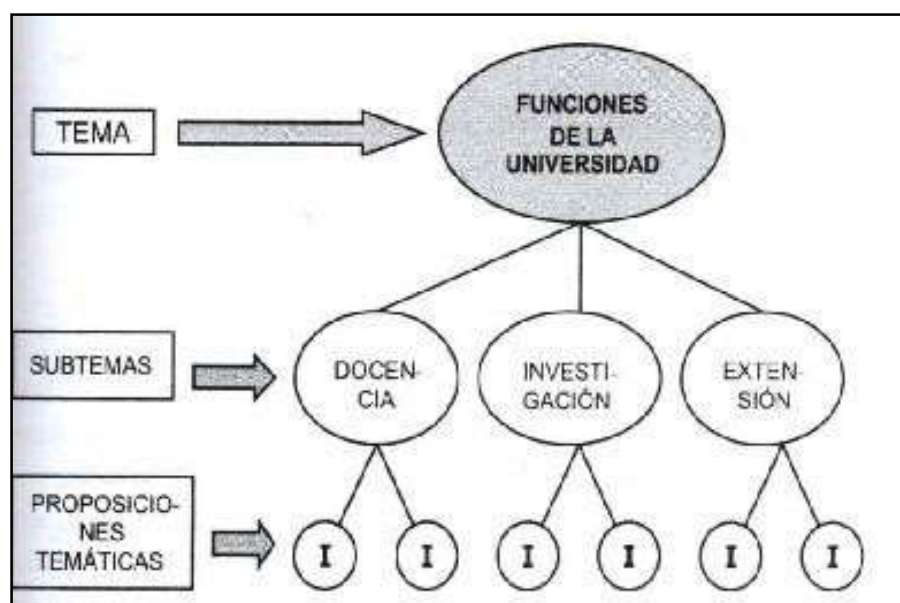 TEMA
FUNCIONES
DE LA
UNIVERSIDAD
SUBTEMAS
DOCEN-
CIA
INVESTI-
GACIÓN
EXTEN-
SIÓN
PROPOSICIO-
NES
TEMÁTICAS
I I I I I I